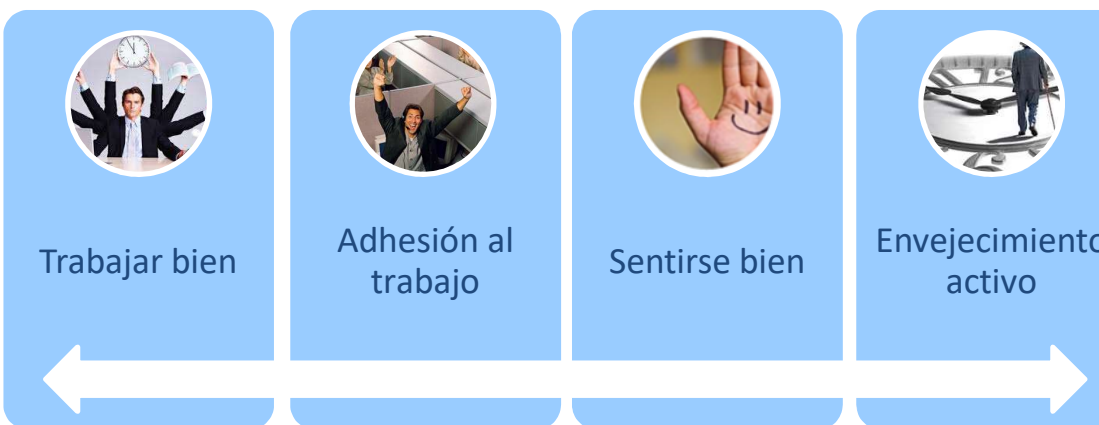 Trabajar bien
Adhesión al
trabajo
Sentirse bien
Envejecimiento
activo